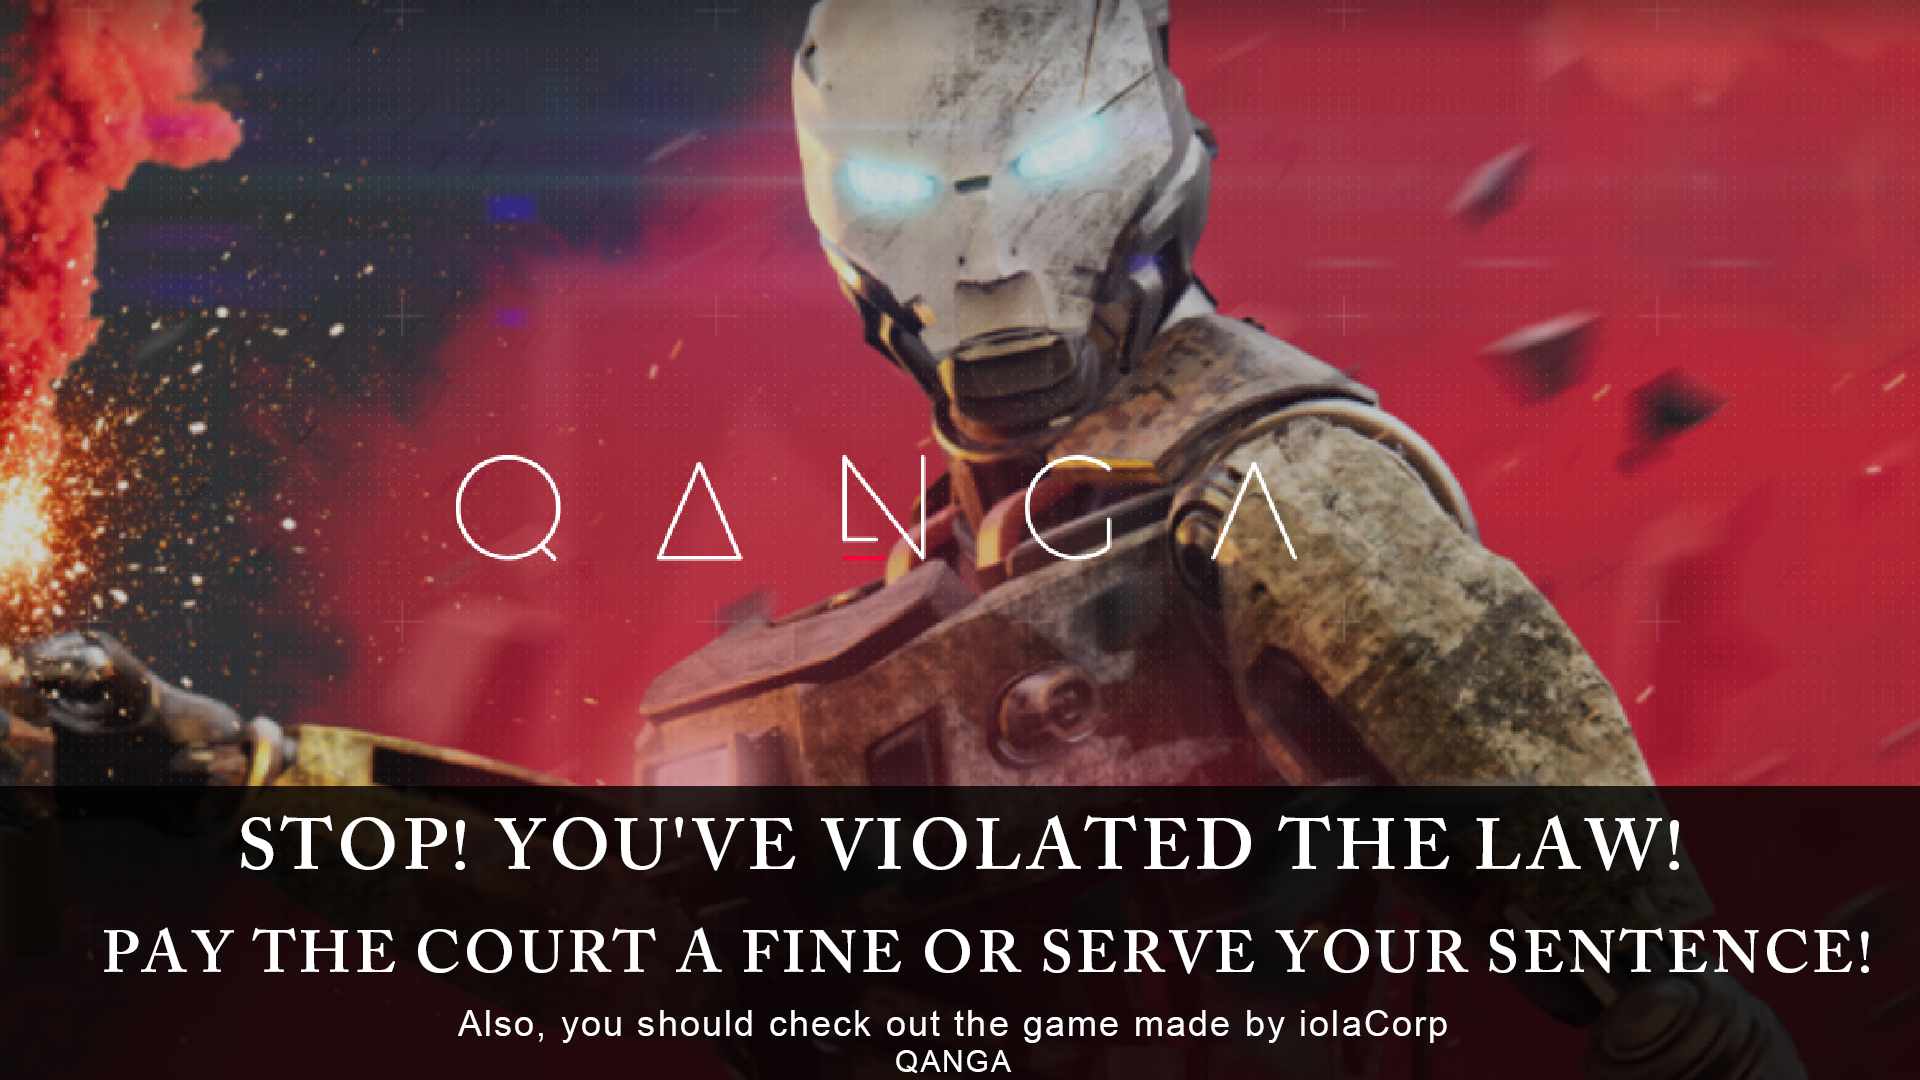 QANGA
STOP! YOU'VE VIOLATED THE LAW!
PAY THE COURT A FINE OR SERVE YOUR SENTENCE!
Also, you should check out the game made by iolaCorp
QANGA